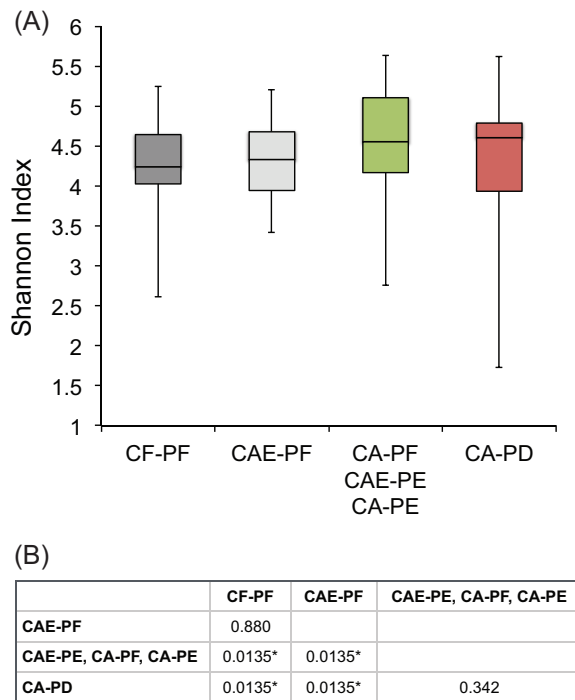 (A)
6
5.5
5
4.5
4
3.5
3
2.5
2
1.5
1
Shannon Index
CF-PF CAE-PF CA-PF CA-PD
CAE-PE
CA-PE
(B)
CF-PF CAE-PF CAE-PE, CA-PF, CA-PE
CAE-PF 0.880
CAE-PE, CA-PF, CA-PE 0.0135* 0.0135*
CA-PD 0.0135* 0.0135* 0.342